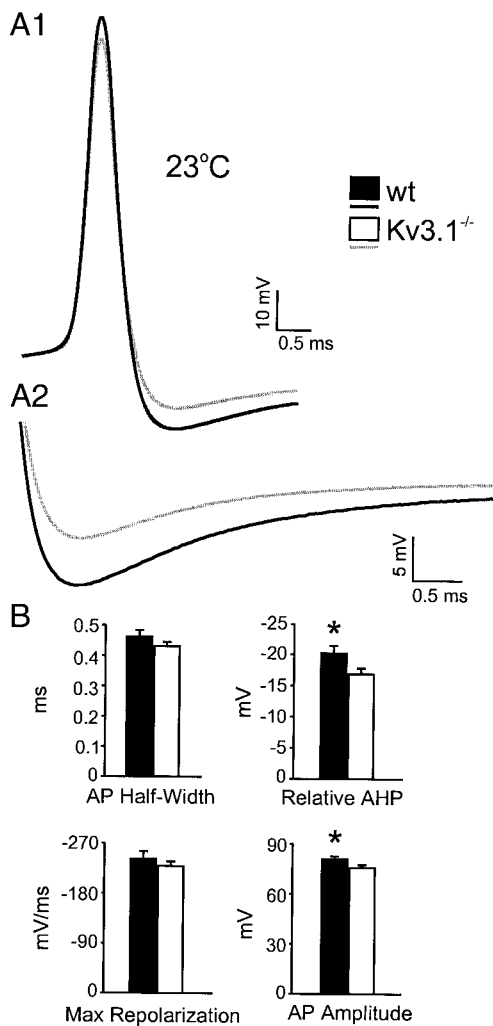 A1
23°C
wt
Kv3.1-/-
10 mV
0.5 ms
A2
5 mV
0.5 ms
B
0.5
0.4
0.3
0.2
0.1
0
ms
AP Half-Width
-25
-20
-15
-10
-5
0
mV
*
Relative AHP
-270
-180
-90
0
mV/ms
Max Repolarization
90
60
30
0
mV
*
AP Amplitude